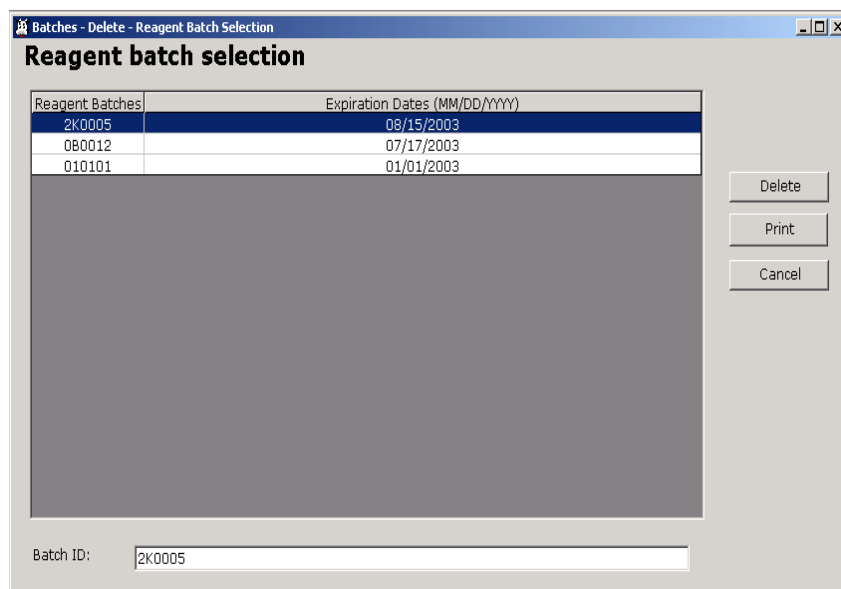 Batches - Delete - Reagent Batch Selection
Reagent batch selection
Reagent Batches Expiration Dates (MM/DD/YYYY)
2K0005 08/15/2003
0B0012 07/17/2003
010101 01/01/2003
Delete
Print
Cancel
Batch ID: 2K0005